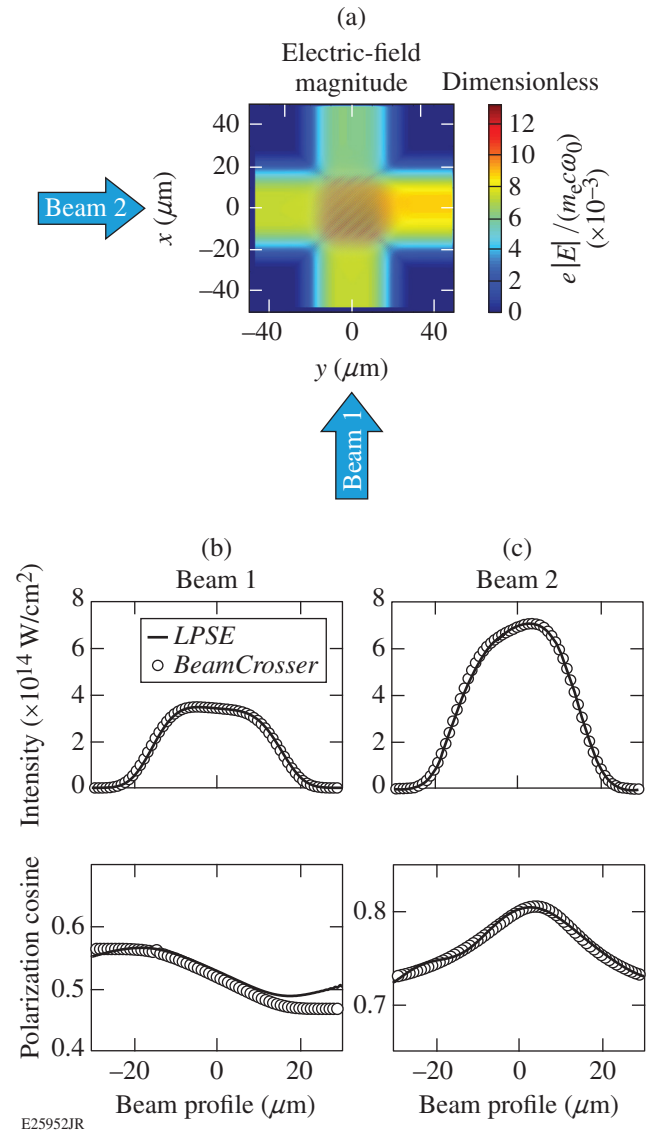 (a)
Electric-field
magnitude
Dimensionless
40
20
0
–20
–40
x (μm)
–40 0 40
y (μm)
12
10
8
6
4
2
0
e |E| /(mₑcω₀)
(×10⁻³)
Beam 2
Beam 1
(b)
Beam 1
(c)
Beam 2
Intensity (×10¹⁴ W/cm²)
8
6
4
2
0
LPSE
BeamCrosser
8
6
4
2
0
Polarization cosine
0.6
0.5
0.4
0.8
0.7
–20 0 20
Beam profile (μm)
–20 0 20
Beam profile (μm)
E25952JR